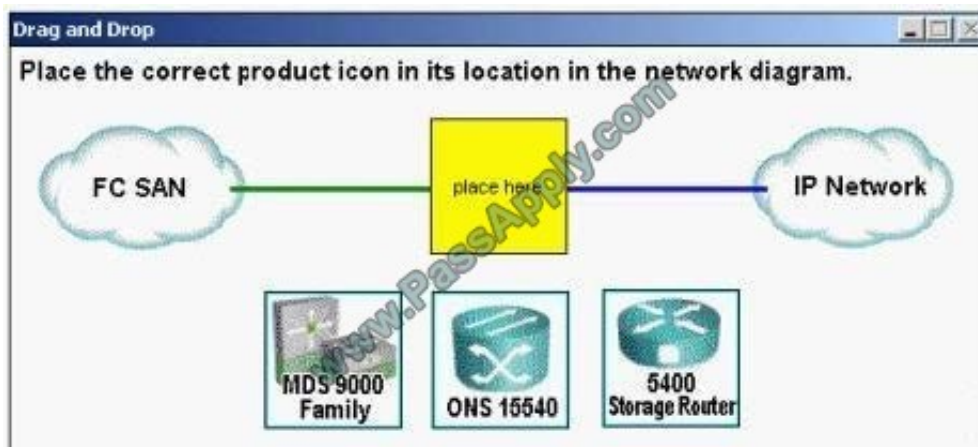 Drag and Drop
Place the correct product icon in its location in the network diagram.
FC SAN
place here
IP Network
www.PassApply.com
MDS 9000
Family
ONS 15540
5400
Storage Router